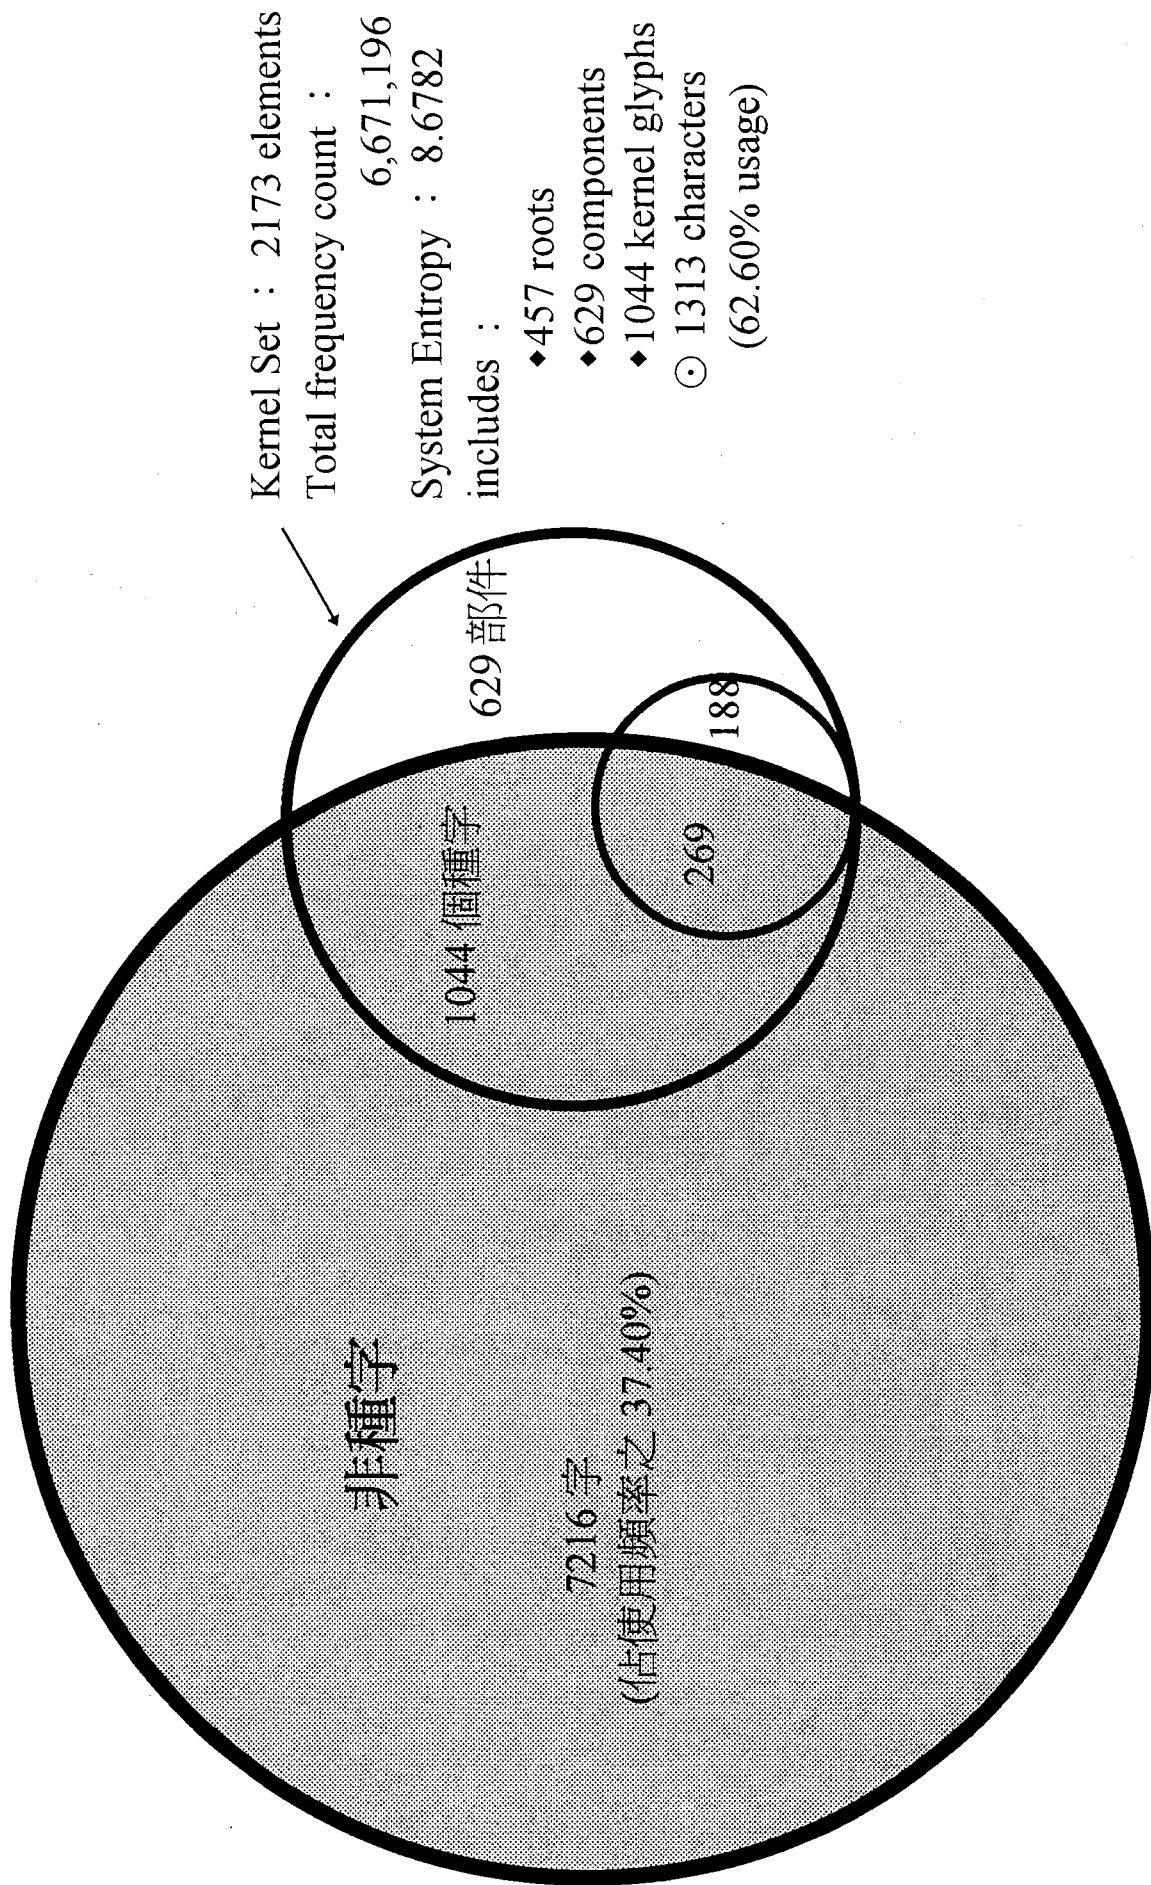 Kernel Set : 2173 elements
Total frequency count :
6,671,196
System Entropy : 8.6782
includes :
◆457 roots
◆629 components
◆1044 kernel glyphs
⊙ 1313 characters
(62.60% usage)
629 部件
188
1044 個種字
269
非種字
7216 字
(佔使用頻率之 37.40%)